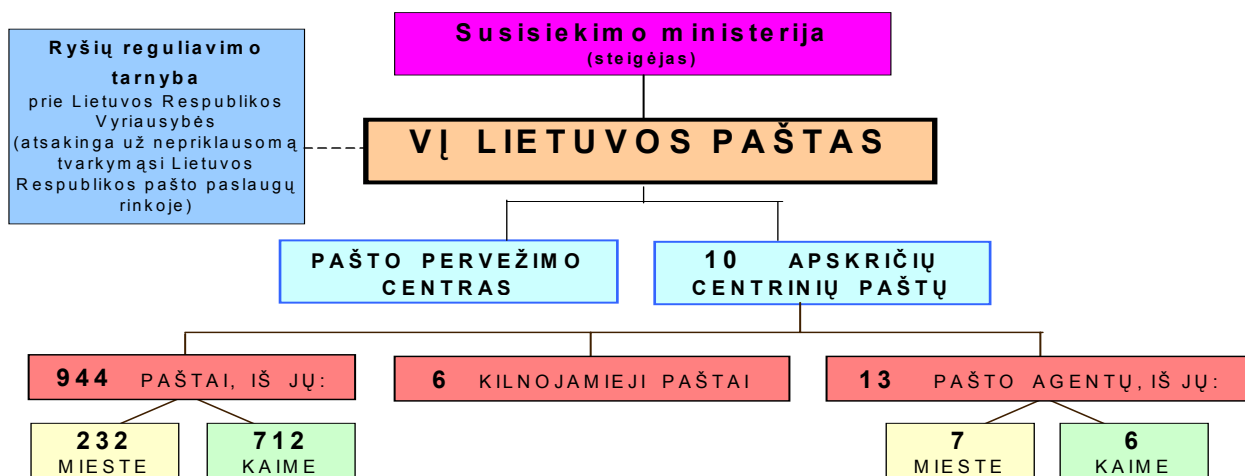 Susisiekimo ministerija
(steigėjas)
Ryšių reguliavimo
tarnyba
prie Lietuvos Respublikos
Vyriausybės
(atsakinga už nepriklausomą
tvarkymąsi Lietuvos
Respublikos pašto paslaugų
rinkoje)
VĮ LIETUVOS PAŠTAS
PAŠTO PERVEŽIMO
CENTRAS
10 APSKRIČIŲ
CENTRINIŲ PAŠTŲ
944 PAŠTAI, IŠ JŲ:
6 KILNOJAMIEJI PAŠTAI
13 PAŠTO AGENTŲ, IŠ JŲ:
232
MIESTE
712
KAIME
7
MIESTE
6
KAIME